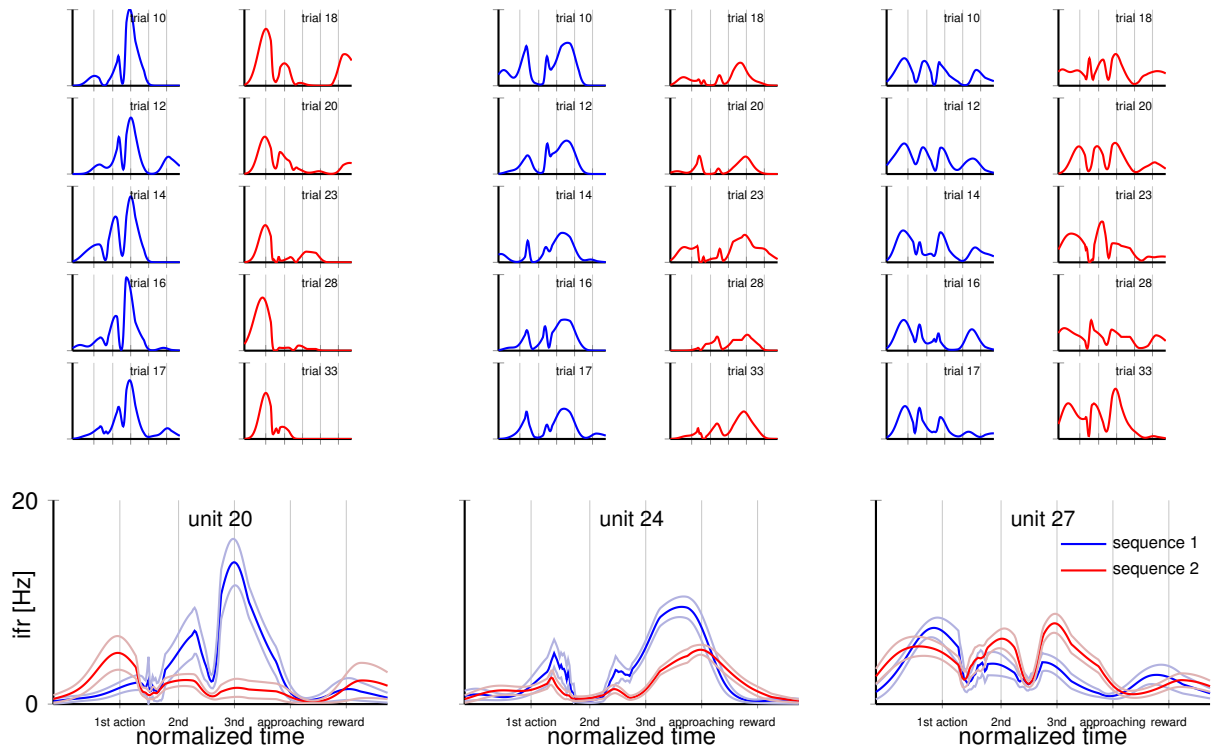 trial 10 trial 18 trial 10 trial 18 trial 10 trial 18
trial 12 trial 20 trial 12 trial 20 trial 12 trial 20
trial 14 trial 23 trial 14 trial 23 trial 14 trial 23
trial 16 trial 28 trial 16 trial 28 trial 16 trial 28
trial 17 trial 33 trial 17 trial 33 trial 17 trial 33
20
unit 20 unit 24 unit 27
sequence 1
sequence 2
ifr [Hz]
0
1st action 2nd 3nd approaching reward 1st action 2nd 3nd approaching reward 1st action 2nd 3nd approaching reward
normalized time normalized time normalized time